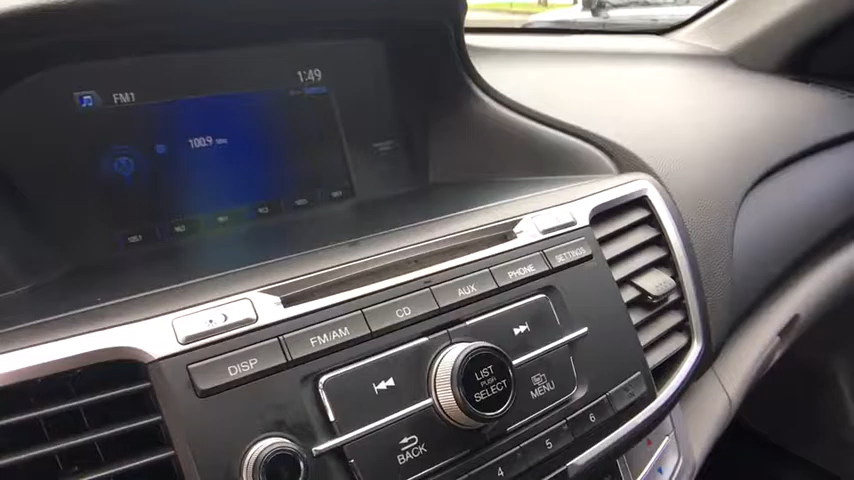 FM1
1:49
100.9
SETTINGS
PHONE
AUX
CD
FM/AM
DISP
LIST
PUSH
SELECT
MENU
BACK
4
5
6